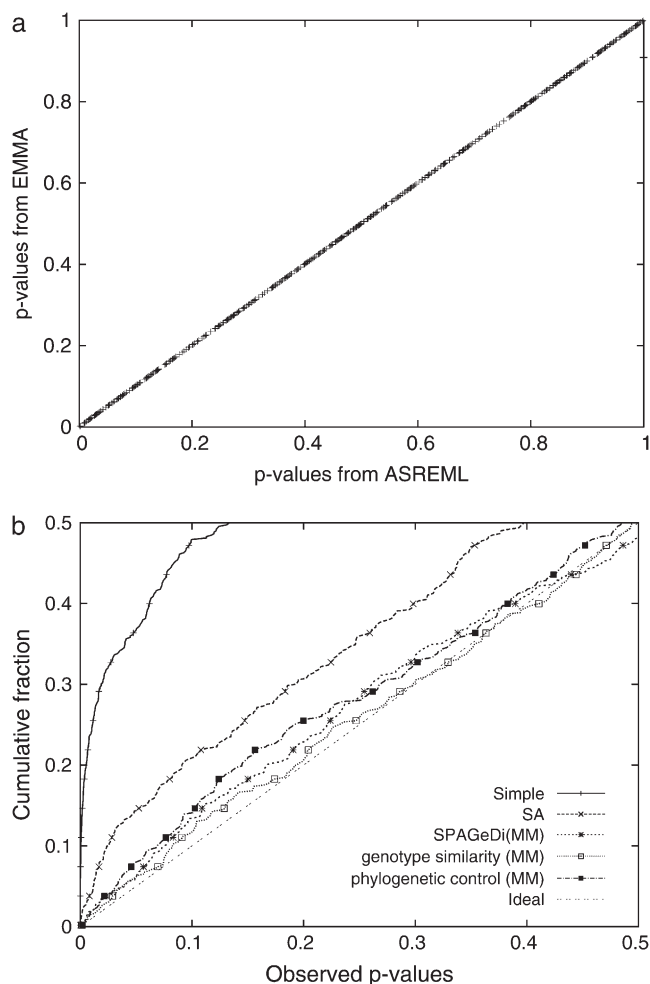 a
1
0.8
0.6
0.4
0.2
0
p-values from EMMA
0
0.2
0.4
0.6
0.8
1
p-values from ASREML
b
0.5
0.4
0.3
0.2
0.1
0
Cumulative fraction
Simple
SA
SPAGeDi(MM)
genotype similarity (MM)
phylogenetic control (MM)
Ideal
0
0.1
0.2
0.3
0.4
0.5
Observed p-values